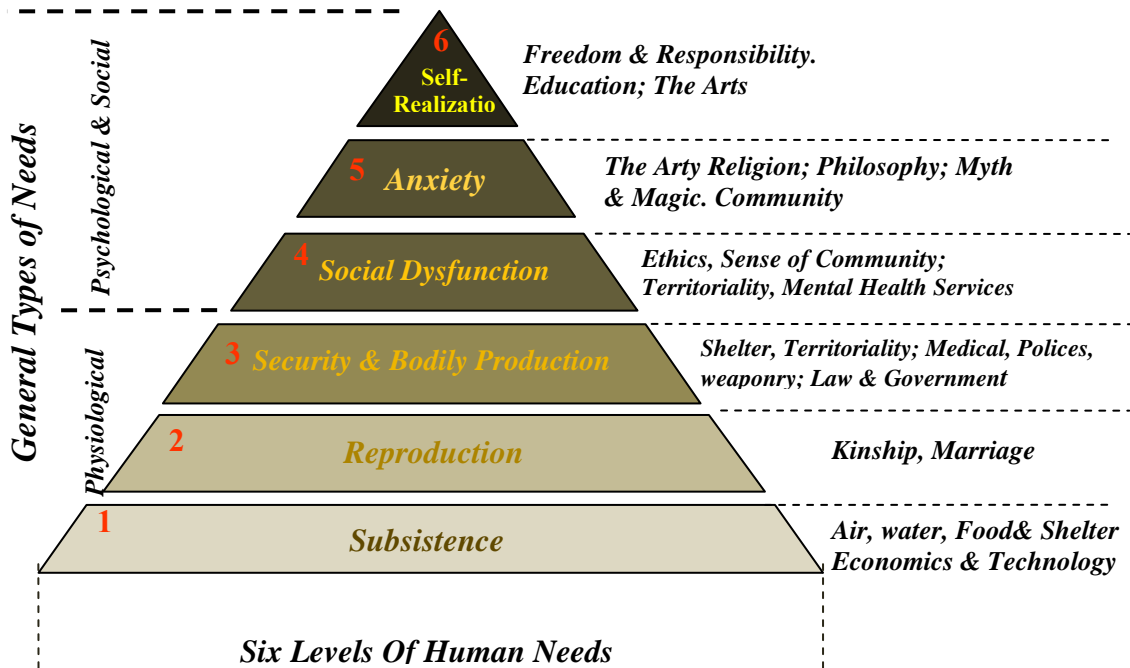 6
Self-
Realizatio
Freedom & Responsibility.
Education; The Arts
5
Anxiety
The Arty Religion; Philosophy; Myth
& Magic. Community
4
Social Dysfunction
Ethics, Sense of Community;
Territoriality, Mental Health Services
3
Security & Bodily Production
Shelter, Territoriality; Medical, Polices,
weaponry; Law & Government
2
Reproduction
Kinship, Marriage
1
Subsistence
Air, water, Food& Shelter
Economics & Technology
General Types of Needs
Psychological & Social
Physiological
Six Levels Of Human Needs